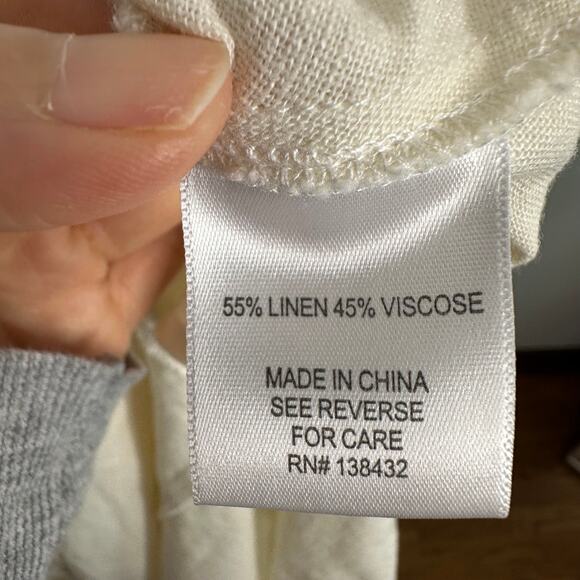 55% LINEN 45% VISCOSE
MADE IN CHINA
SEE REVERSE
FOR CARE
RN# 138432